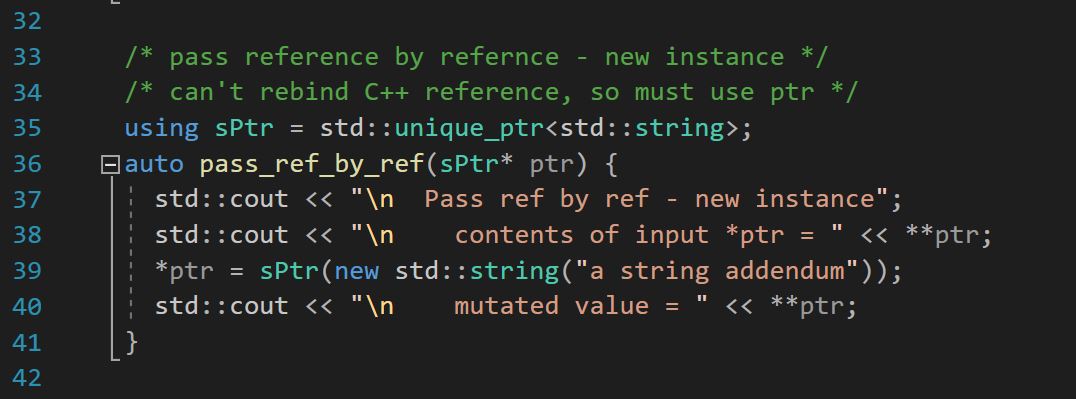 32
33 /* pass reference by refernce - new instance */
34 /* can't rebind C++ reference, so must use ptr */
35 using sPtr = std::unique_ptr<std::string>;
36 auto pass_ref_by_ref(sPtr* ptr) {
37 std::cout << "\n  Pass ref by ref - new instance";
38 std::cout << "\n    contents of input *ptr = " << **ptr;
39 *ptr = sPtr(new std::string("a string addendum"));
40 std::cout << "\n    mutated value = " << **ptr;
41 }
42